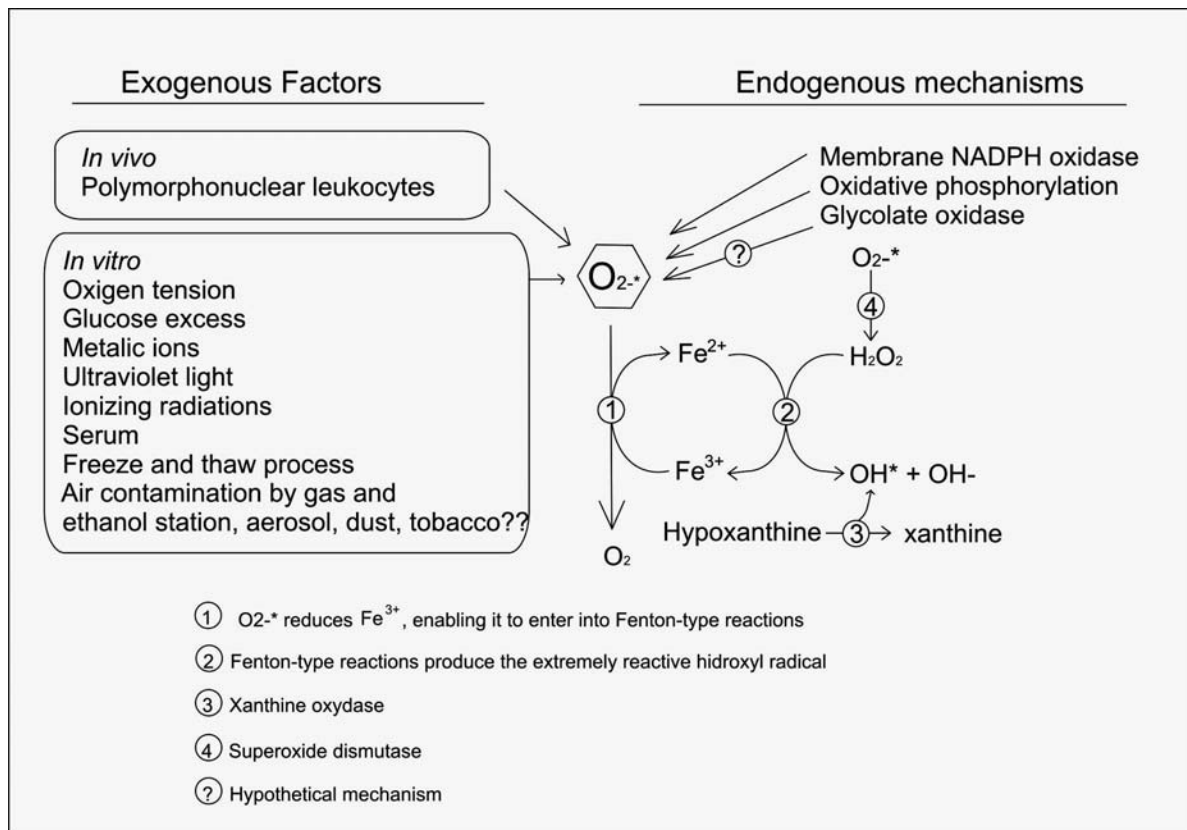 Exogenous Factors
Endogenous mechanisms
In vivo
Polymorphonuclear leukocytes
In vitro
Oxigen tension
Glucose excess
Metalic ions
Ultraviolet light
Ionizing radiations
Serum
Freeze and thaw process
Air contamination by gas and
ethanol station, aerosol, dust, tobacco??
Membrane NADPH oxidase
Oxidative phosphorylation
Glycolate oxidase
?
O₂-*
O₂-*
4
H₂O₂
Fe²⁺
1
2
Fe³⁺
OH* + OH-
Hypoxanthine
3
xanthine
O₂
1 O2-* reduces Fe³⁺, enabling it to enter into Fenton-type reactions
2 Fenton-type reactions produce the extremely reactive hidroxyl radical
3 Xanthine oxydase
4 Superoxide dismutase
? Hypothetical mechanism